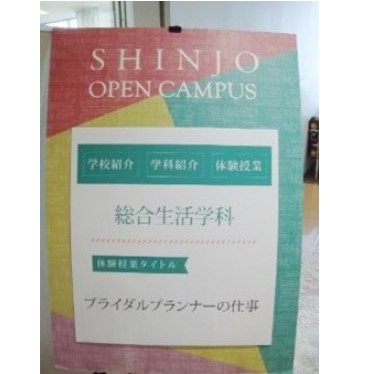 SHINJO
OPEN CAMPUS
学校紹介 学科紹介 体験授業
総合生活学科
体験授業タイトル
ブライダルプランナーの仕事